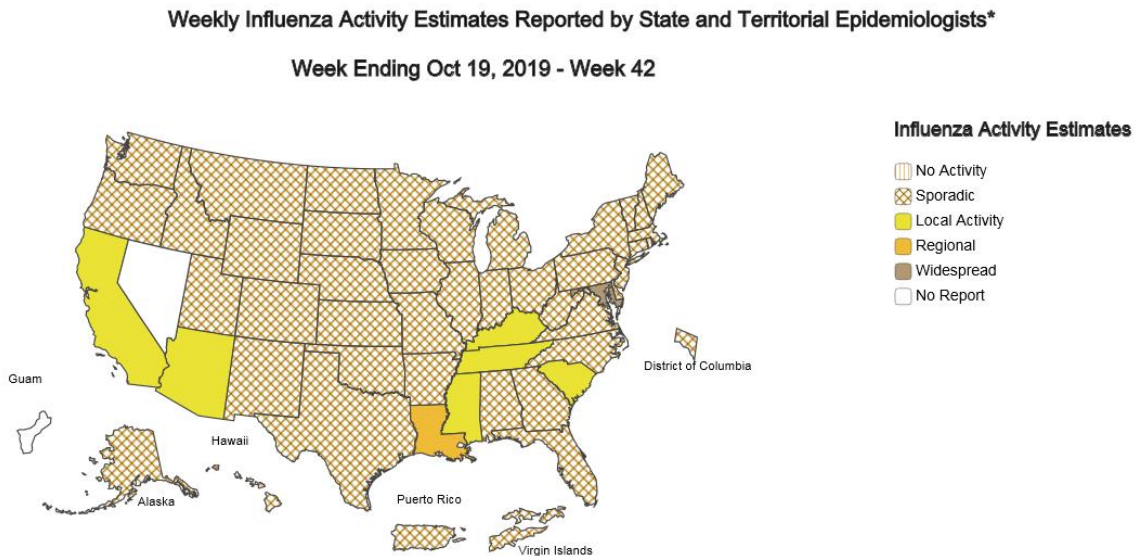 Weekly Influenza Activity Estimates Reported by State and Territorial Epidemiologists*
Week Ending Oct 19, 2019 - Week 42
Influenza Activity Estimates
No Activity
Sporadic
Local Activity
Regional
Widespread
No Report
District of Columbia
Guam
Hawaii
Alaska
Puerto Rico
Virgin Islands